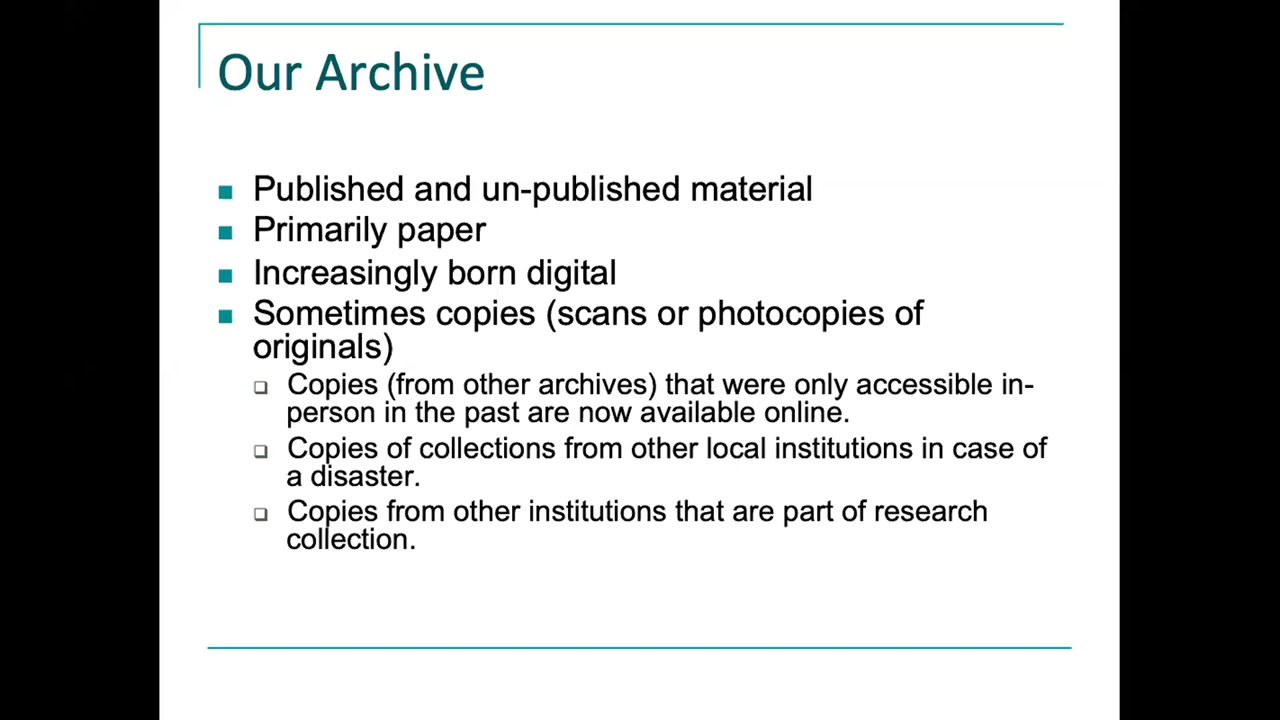 Our Archive
Published and un-published material
Primarily paper
Increasingly born digital
Sometimes copies (scans or photocopies of
originals)
Copies (from other archives) that were only accessible in-
person in the past are now available online.
Copies of collections from other local institutions in case of
a disaster.
Copies from other institutions that are part of research
collection.